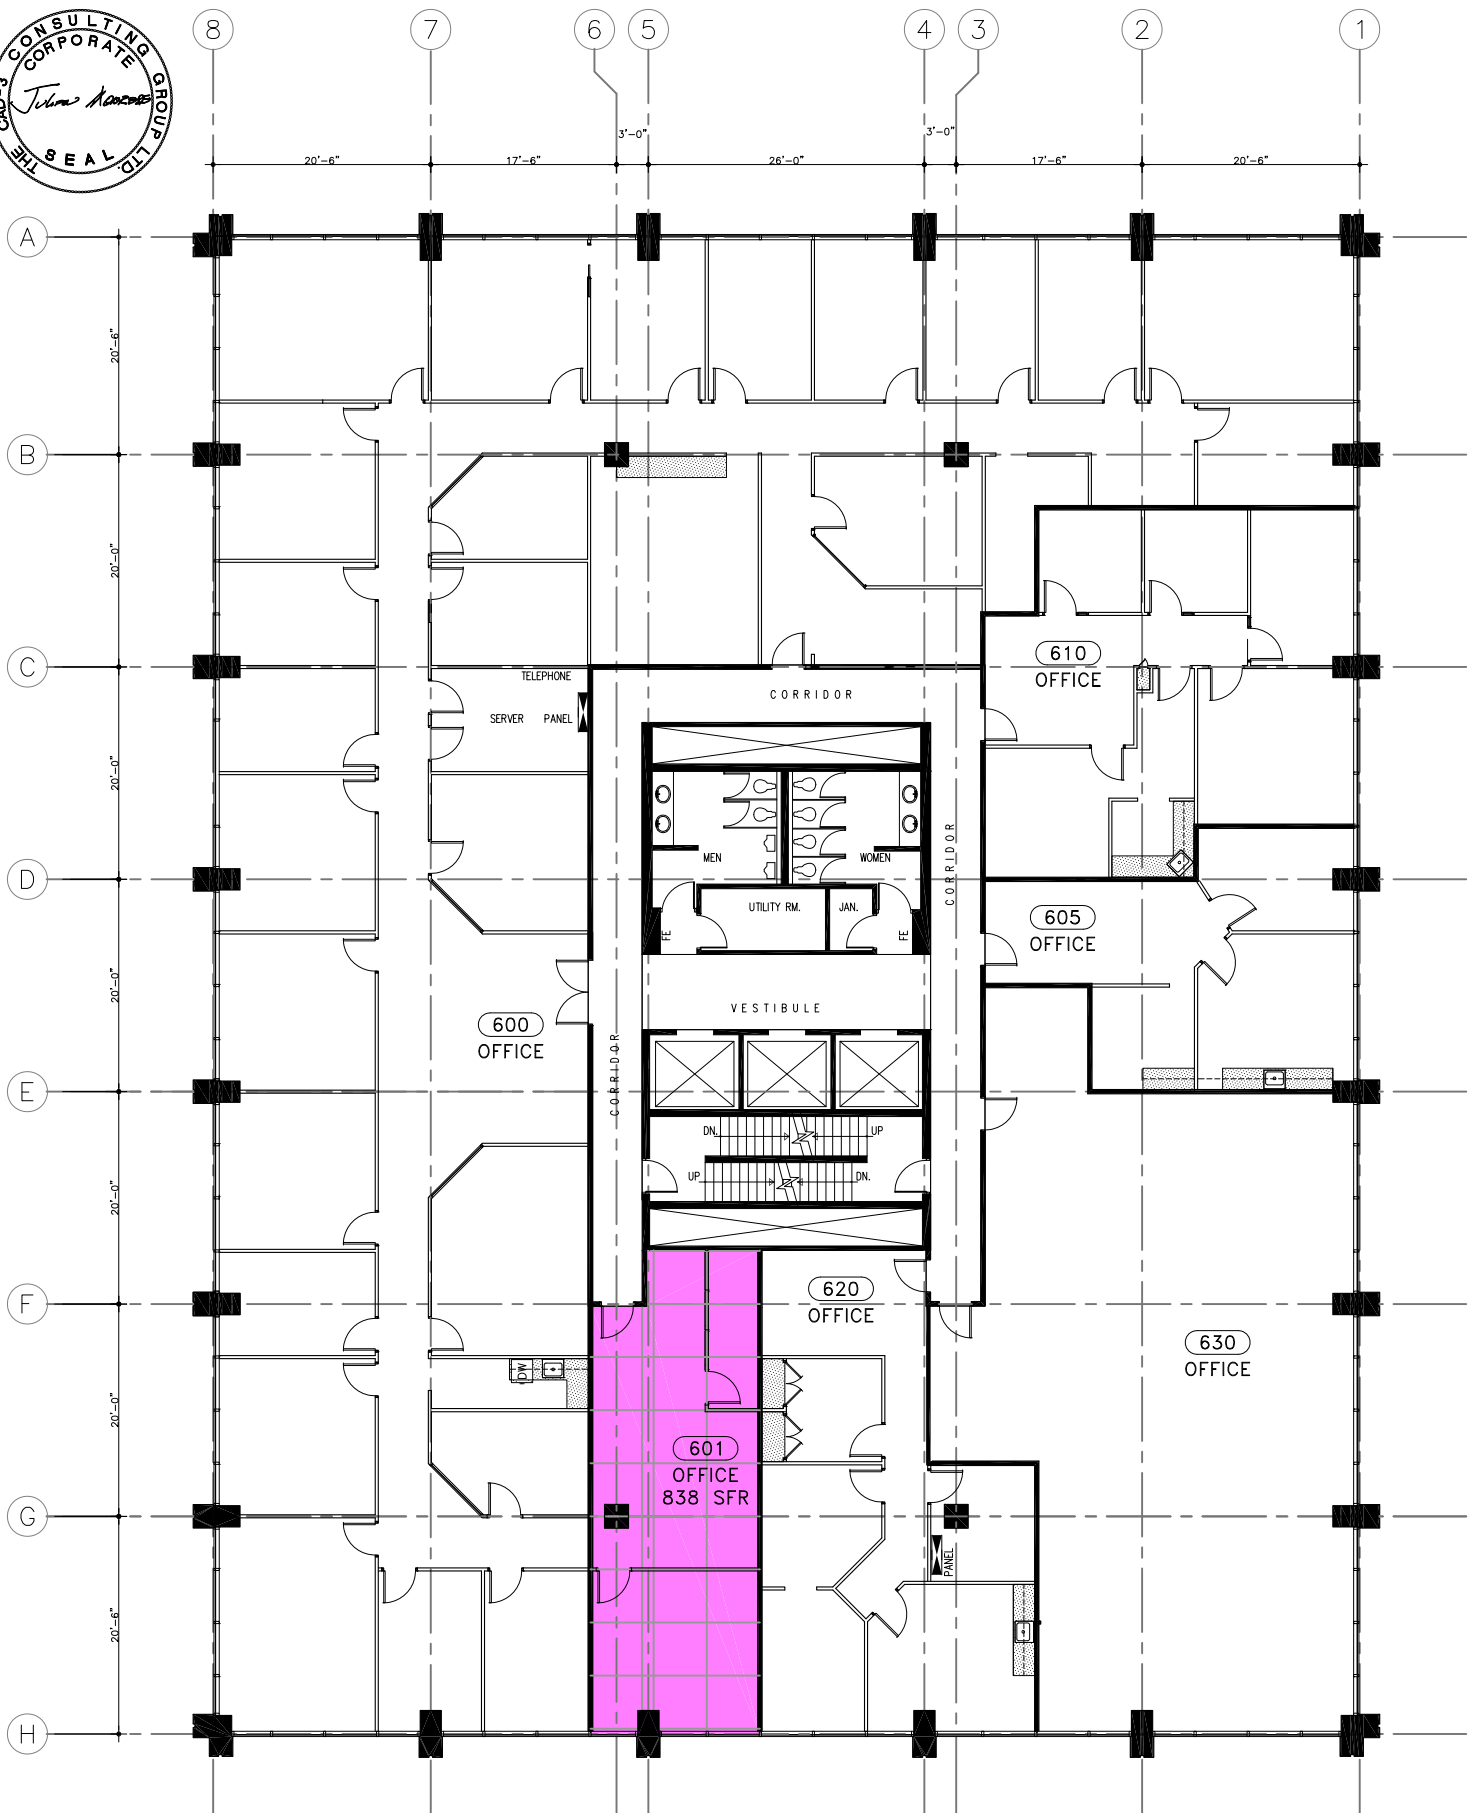 THE CAD-3 CONSULTING GROUP LTD.
CORPORATE
SEAL
8 7 6 5 4 3 2 1
3'-0" 3'-0"
20'-6" 17'-6" 26'-0" 17'-6" 20'-6"
A
20'-6"
B
20'-0"
C
20'-0"
D
20'-0"
E
20'-0"
F
20'-0"
G
20'-6"
H
610
OFFICE
TELEPHONE
SERVER PANEL
CORRIDOR
CORRIDOR
MEN WOMEN
UTILITY RM. JAN.
FE FE
605
OFFICE
VESTIBULE
600
OFFICE
CORRIDOR
DN. UP
UP DN.
620
OFFICE
630
OFFICE
DW
601
OFFICE
838 SFR
PANEL